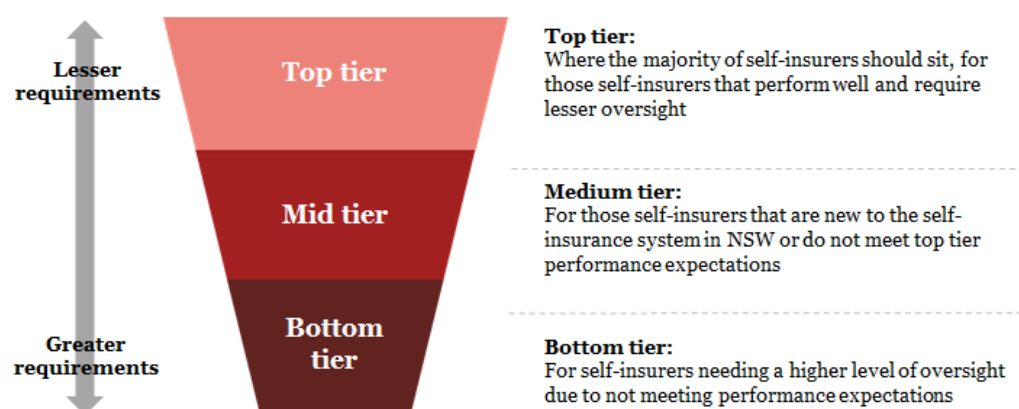 Lesser
requirements
Greater
requirements
Top tier
Mid tier
Bottom
tier
Top tier:
Where the majority of self-insurers should sit, for
those self-insurers that perform well and require
lesser oversight
Medium tier:
For those self-insurers that are new to the self-
insurance system in NSW or do not meet top tier
performance expectations
Bottom tier:
For self-insurers needing a higher level of oversight
due to not meeting performance expectations